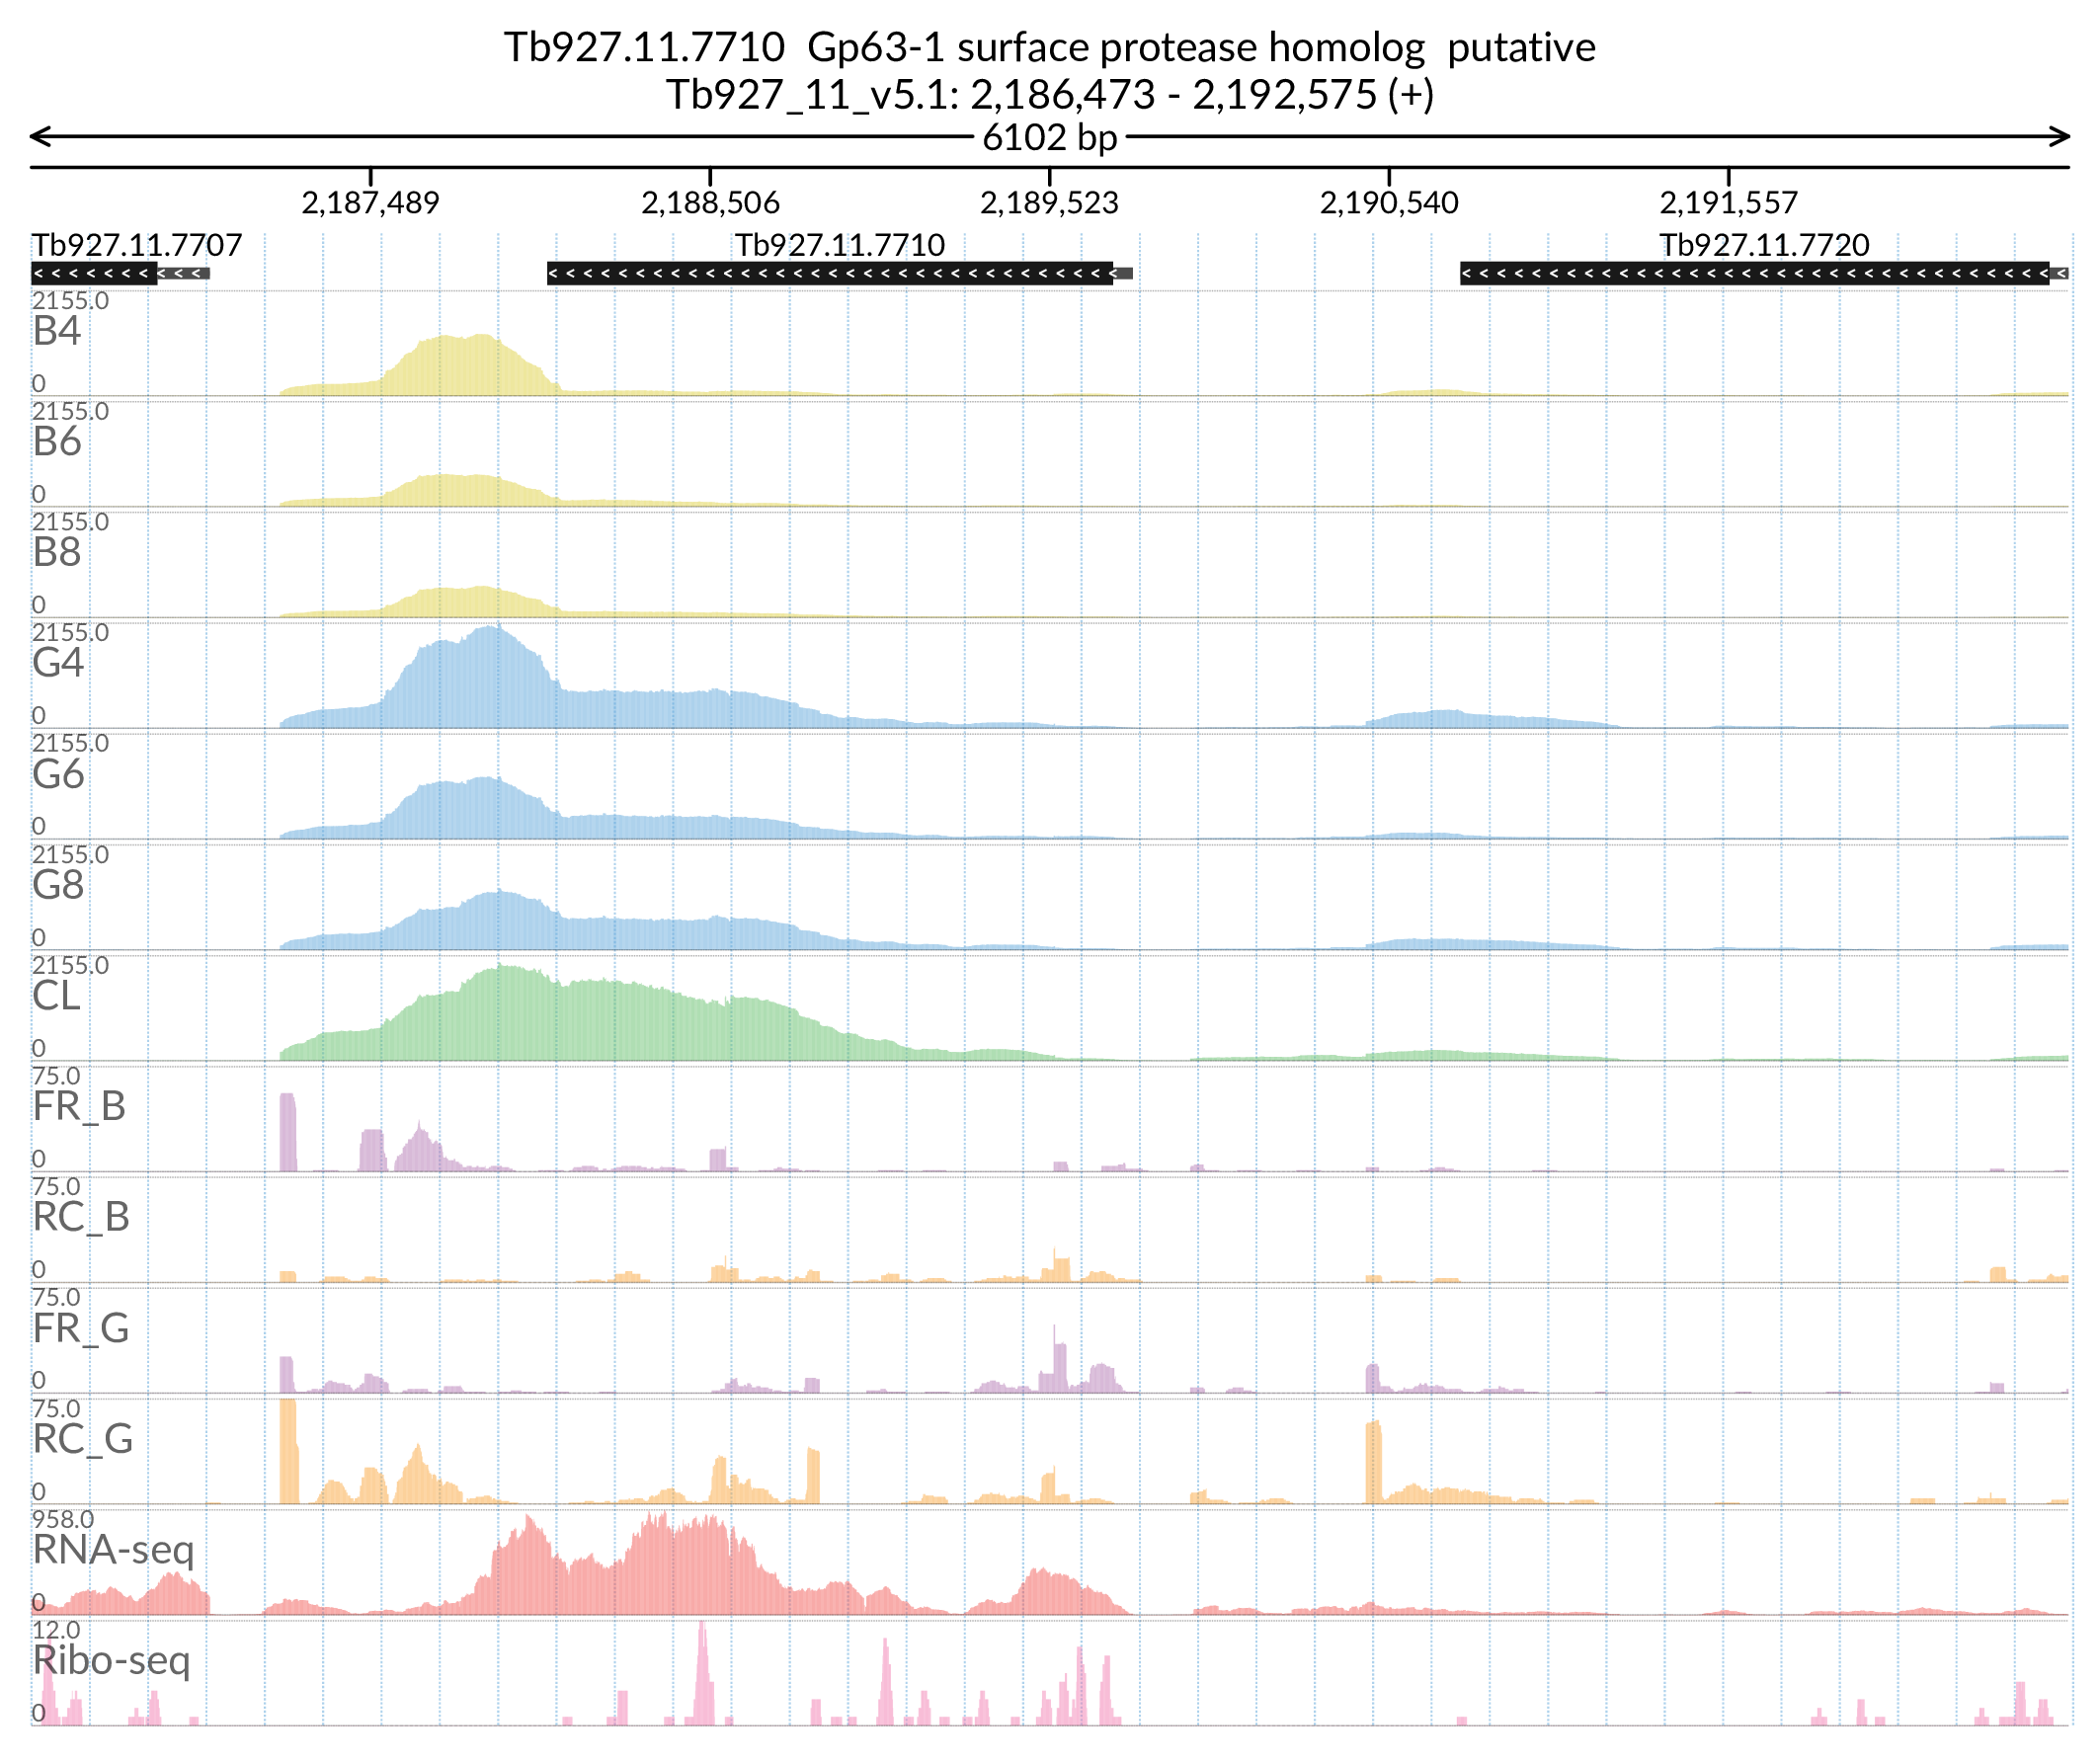 Tb927.11.7710  Gp63-1 surface protease homolog  putative
Tb927_11_v5.1: 2,186,473 - 2,192,575 (+)
6102 bp
2,187,489 2,188,506 2,189,523 2,190,540 2,191,557
Tb927.11.7707 Tb927.11.7710 Tb927.11.7720
2155.0
B4
0
2155.0
B6
0
2155.0
B8
0
2155.0
G4
0
2155.0
G6
0
2155.0
G8
0
2155.0
CL
0
75.0
FR_B
0
75.0
RC_B
0
75.0
FR_G
0
75.0
RC_G
0
958.0
RNA-seq
0
12.0
Ribo-seq
0